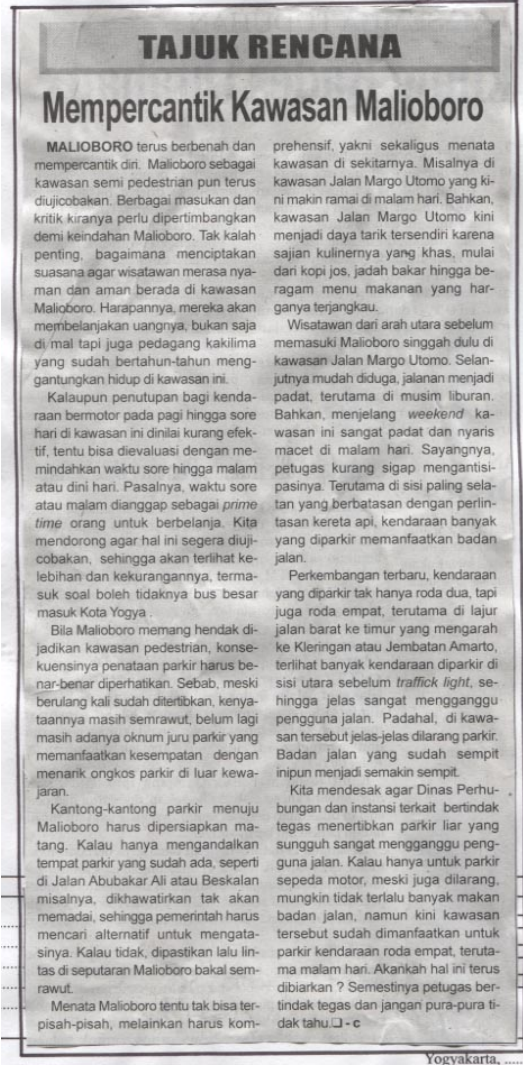 TAJUK RENCANA
Mempercantik Kawasan Malioboro
MALIOBORO terus berbenah dan
mempercantik diri. Malioboro sebagai
kawasan semi pedestrian pun terus
diujicobakan. Berbagai masukan dan
kritik kiranya perlu dipertimbangkan
demi keindahan Malioboro. Tak kalah
penting, bagaimana menciptakan
suasana agar wisatawan merasa nya-
man dan aman berada di kawasan
Malioboro. Harapannya, mereka akan
membelanjakan uangnya, bukan saja
di mal tapi juga pedagang kakilima
yang sudah bertahun-tahun meng-
gantungkan hidup di kawasan ini.
Kalaupun penutupan bagi kenda-
raan bermotor pada pagi hingga sore
hari di kawasan ini dinilai kurang efek-
tif, tentu bisa dievaluasi dengan me-
mindahkan waktu sore hingga malam
atau dini hari. Pasalnya, waktu sore
atau malam dianggap sebagai prime
time orang untuk berbelanja. Kita
mendorong agar hal ini segera diuji-
cobakan, sehingga akan terlihat ke-
lebihan dan kekurangannya, terma-
suk soal boleh tidaknya bus besar
masuk Kota Yogya .
Bila Malioboro memang hendak di-
jadikan kawasan pedestrian, konse-
kuensinya penataan parkir harus be-
nar-benar diperhatikan. Sebab, meski
berulang kali sudah ditertibkan, kenya-
taannya masih semrawut, belum lagi
masih adanya oknum juru parkir yang
memanfaatkan kesempatan dengan
menarik ongkos parkir di luar kewa-
jaran.
Kantong-kantong parkir menuju
Malioboro harus dipersiapkan ma-
tang. Kalau hanya mengandalkan
tempat parkir yang sudah ada, seperti
di Jalan Abubakar Ali atau Beskalan
misalnya, dikhawatirkan tak akan
memadai, sehingga pemerintah harus
mencari alternatif untuk mengata-
sinya. Kalau tidak, dipastikan lalu lin-
tas di seputaran Malioboro bakal sem-
rawut.
Menata Malioboro tentu tak bisa ter-
pisah-pisah, melainkan harus kom-
prehensif, yakni sekaligus menata
kawasan di sekitarnya. Misalnya di
kawasan Jalan Margo Utomo yang ki-
ni makin ramai di malam hari. Bahkan,
kawasan Jalan Margo Utomo kini
menjadi daya tarik tersendiri karena
sajian kulinernya yang khas, mulai
dari kopi jos, jadah bakar hingga be-
ragam menu makanan yang har-
ganya terjangkau.
Wisatawan dari arah utara sebelum
memasuki Malioboro singgah dulu di
kawasan Jalan Margo Utomo. Selan-
jutnya mudah diduga, jalanan menjadi
padat, terutama di musim liburan.
Bahkan, menjelang weekend ka-
wasan ini sangat padat dan nyaris
macet di malam hari. Sayangnya,
petugas kurang sigap mengantisi-
pasinya. Terutama di sisi paling sela-
tan yang berbatasan dengan perlin-
tasan kereta api, kendaraan banyak
yang diparkir memanfaatkan badan
jalan.
Perkembangan terbaru, kendaraan
yang diparkir tak hanya roda dua, tapi
juga roda empat, terutama di lajur
jalan barat ke timur yang mengarah
ke Kleringan atau Jembatan Amarto,
terlihat banyak kendaraan diparkir di
sisi utara sebelum traffick light, se-
hingga jelas sangat mengganggu
pengguna jalan. Padahal, di kawa-
san tersebut jelas-jelas dilarang parkir.
Badan jalan yang sudah sempit
inipun menjadi semakin sempit.
Kita mendesak agar Dinas Perhu-
bungan dan instansi terkait bertindak
tegas menertibkan parkir liar yang
sungguh sangat mengganggu peng-
guna jalan. Kalau hanya untuk parkir
sepeda motor, meski juga dilarang,
mungkin tidak terlalu banyak makan
badan jalan, namun kini kawasan
tersebut sudah dimanfaatkan untuk
parkir kendaraan roda empat, teruta-
ma malam hari. Akankah hal ini terus
dibiarkan ? Semestinya petugas ber-
tindak tegas dan jangan pura-pura ti-
dak tahu.❑ - c
Yogyakarta, .....